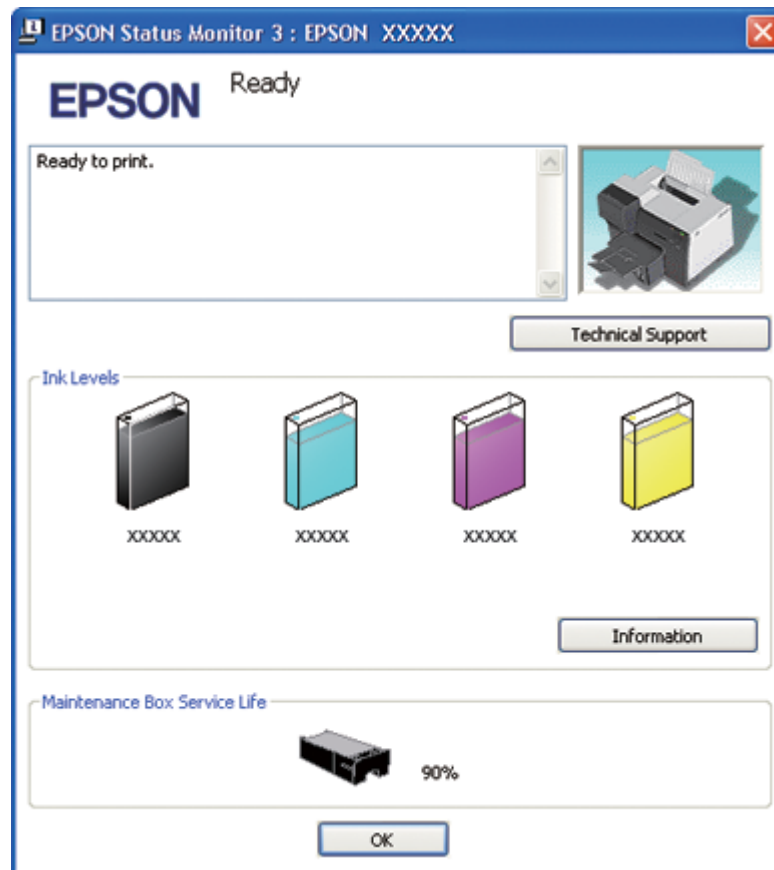 EPSON Status Monitor 3 : EPSON XXXXX
EPSON
Ready
Ready to print.
Technical Support
Ink Levels
XXXXX XXXXX XXXXX XXXXX
Information
Maintenance Box Service Life
90%
OK